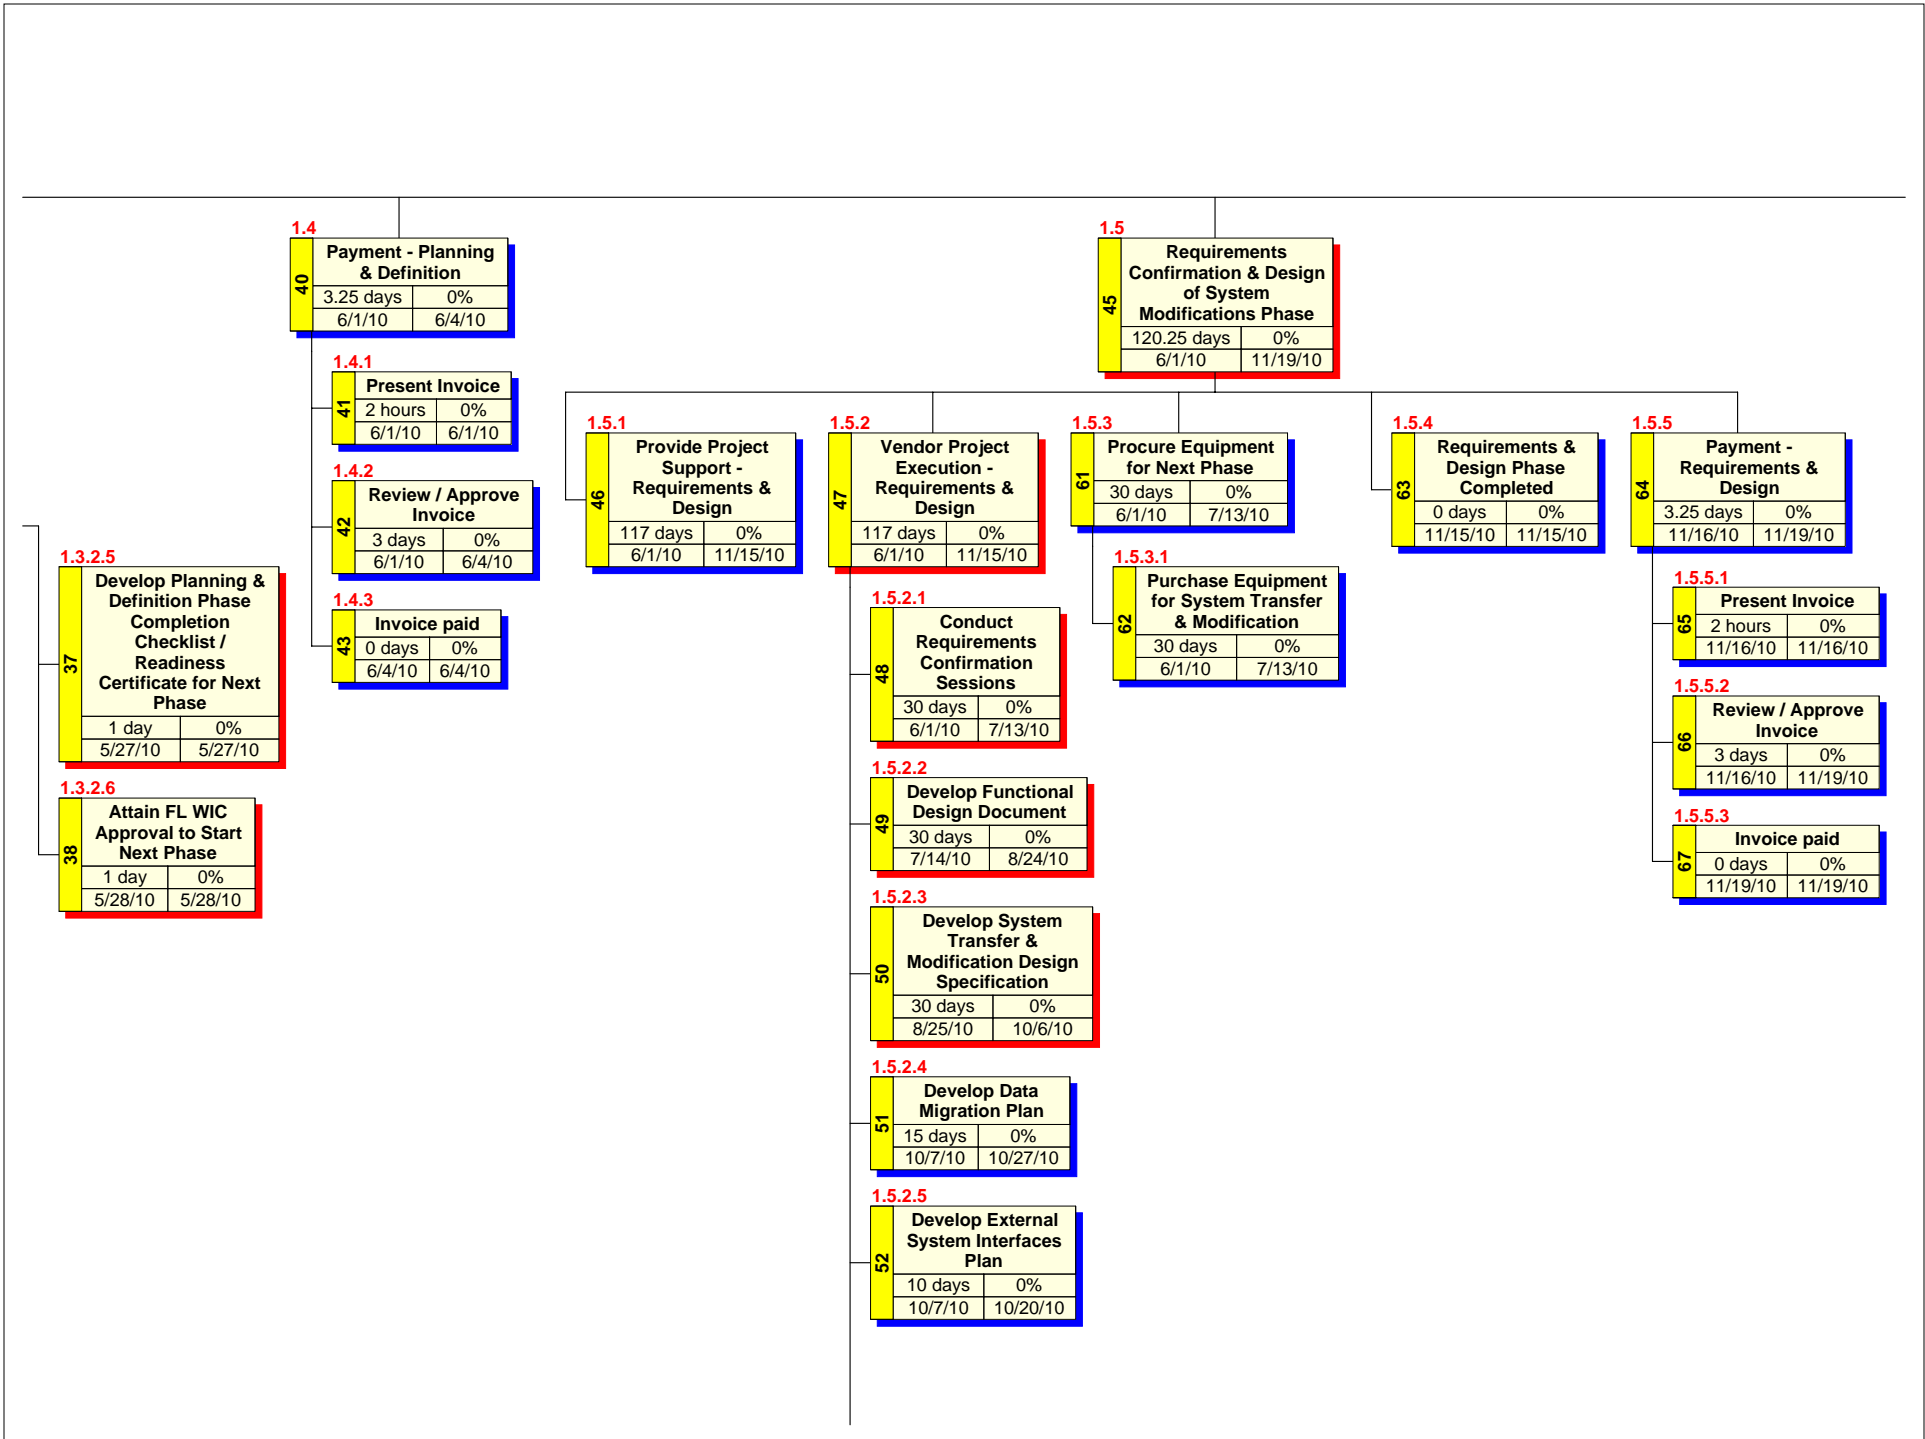 1.4
40
Payment - Planning
& Definition
3.25 days 0%
6/1/10 6/4/10
1.4.1
41
Present Invoice
2 hours 0%
6/1/10 6/1/10
1.4.2
42
Review / Approve
Invoice
3 days 0%
6/1/10 6/4/10
1.4.3
43
Invoice paid
0 days 0%
6/4/10 6/4/10
1.3.2.5
37
Develop Planning &
Definition Phase
Completion
Checklist /
Readiness
Certificate for Next
Phase
1 day 0%
5/27/10 5/27/10
1.3.2.6
38
Attain FL WIC
Approval to Start
Next Phase
1 day 0%
5/28/10 5/28/10
1.5
45
Requirements
Confirmation & Design
of System
Modifications Phase
120.25 days 0%
6/1/10 11/19/10
1.5.1
46
Provide Project
Support -
Requirements &
Design
117 days 0%
6/1/10 11/15/10
1.5.2
47
Vendor Project
Execution -
Requirements &
Design
117 days 0%
6/1/10 11/15/10
1.5.2.1
48
Conduct
Requirements
Confirmation
Sessions
30 days 0%
6/1/10 7/13/10
1.5.2.2
49
Develop Functional
Design Document
30 days 0%
7/14/10 8/24/10
1.5.2.3
50
Develop System
Transfer &
Modification Design
Specification
30 days 0%
8/25/10 10/6/10
1.5.2.4
51
Develop Data
Migration Plan
15 days 0%
10/7/10 10/27/10
1.5.2.5
52
Develop External
System Interfaces
Plan
10 days 0%
10/7/10 10/20/10
1.5.3
61
Procure Equipment
for Next Phase
30 days 0%
6/1/10 7/13/10
1.5.3.1
62
Purchase Equipment
for System Transfer
& Modification
30 days 0%
6/1/10 7/13/10
1.5.4
63
Requirements &
Design Phase
Completed
0 days 0%
11/15/10 11/15/10
1.5.5
64
Payment -
Requirements &
Design
3.25 days 0%
11/16/10 11/19/10
1.5.5.1
65
Present Invoice
2 hours 0%
11/16/10 11/16/10
1.5.5.2
66
Review / Approve
Invoice
3 days 0%
11/16/10 11/19/10
1.5.5.3
67
Invoice paid
0 days 0%
11/19/10 11/19/10